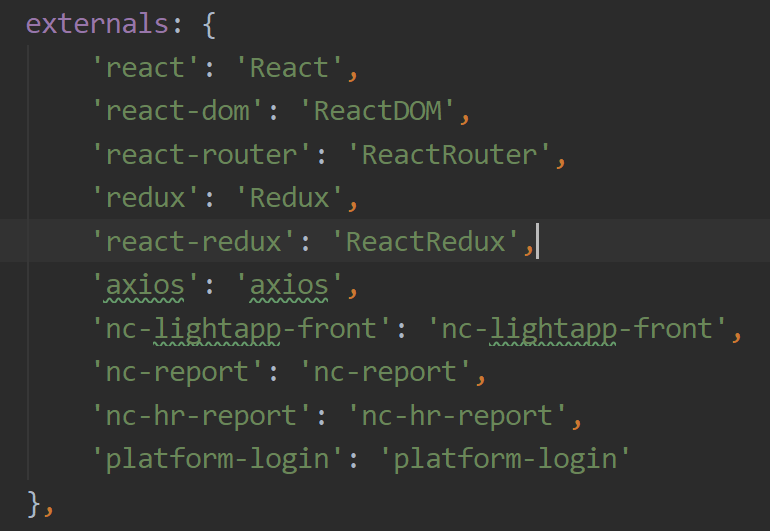 externals: {
'react': 'React',
'react-dom': 'ReactDOM',
'react-router': 'ReactRouter',
'redux': 'Redux',
'react-redux': 'ReactRedux',
'axios': 'axios',
'nc-lightapp-front': 'nc-lightapp-front',
'nc-report': 'nc-report',
'nc-hr-report': 'nc-hr-report',
'platform-login': 'platform-login'
},